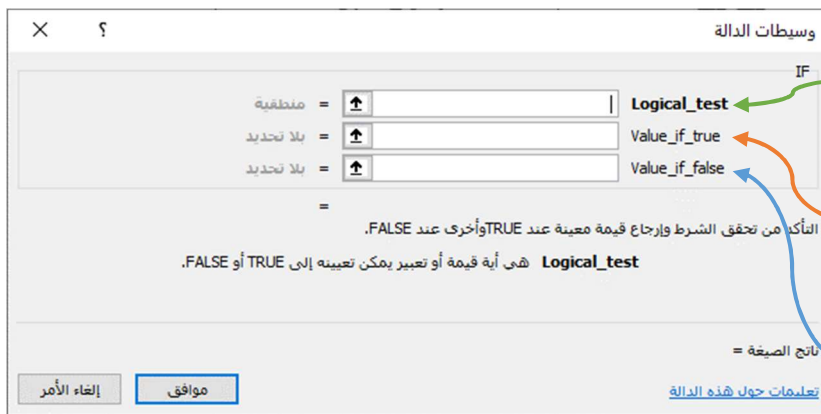 وسيطات الدالة ؟ ×
IF
Logical_test = منطقية
Value_if_true = بلا تحديد
Value_if_false = بلا تحديد
=
التأكد من تحقق الشرط وإرجاع قيمة معينة عند TRUEوأخرى عند FALSE.
Logical_test هي أية قيمة أو تعبير يمكن تعيينه إلى TRUE أو FALSE.
ناتج الصيغة =
تعليمات حول هذه الدالة موافق إلغاء الأمر